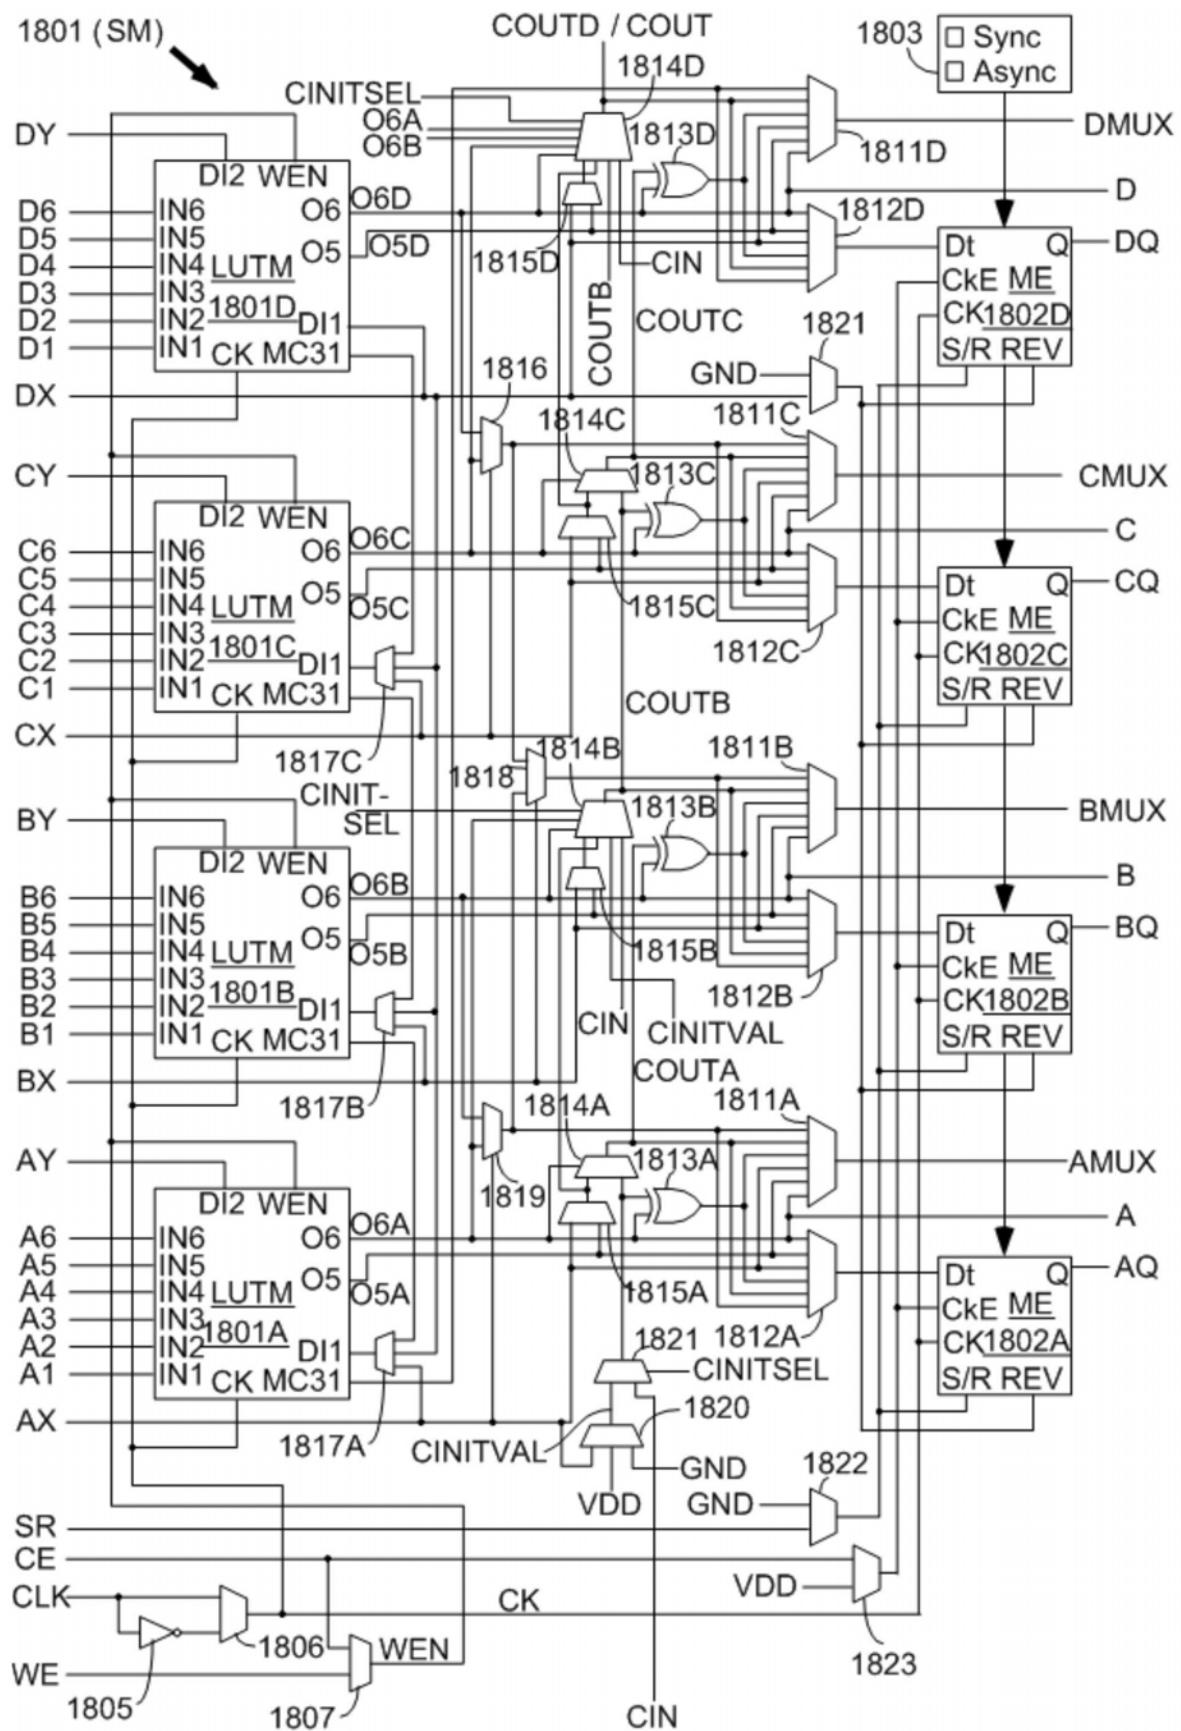 1801 (SM)
COUTD / COUT
1803
Sync
Async
1814D
CINITSEL
O6A
O6B
1813D
DMUX
1811D
DY
DI2 WEN
D
D6 IN6 O6 O6D
1812D
D5 IN5 O5 O5D
D4 IN4 LUTM
1815D
CIN
Dt Q DQ
D3 IN3
1801D
CkE ME
D2 IN2 DI1
COUTB
COUTC
1821
CK 1802D
D1 IN1 CK MC31
S/R REV
1816
GND
DX
1814C
1811C
CY
1813C
CMUX
DI2 WEN
C
C6 IN6 O6 O6C
C5 IN5 O5 O5C
Dt Q CQ
C4 IN4 LUTM
1815C
CkE ME
C3 IN3
1801C
1812C
CK 1802C
C2 IN2 DI1
C1 IN1 CK MC31
S/R REV
COUTB
CX
1817C
1818
1814B
1811B
CINIT-
SEL
1813B
BMUX
BY
DI2 WEN
B
B6 IN6 O6 O6B
B5 IN5 O5 O5B
Dt Q BQ
B4 IN4 LUTM
1815B
CkE ME
B3 IN3
1801B
1812B
B2 IN2 DI1
CK 1802B
CIN
CINITVAL
B1 IN1 CK MC31
S/R REV
COUTA
BX
1817B
1814A
1811A
AY
1813A
AMUX
1819
DI2 WEN
A
A6 IN6 O6 O6A
A5 IN5 O5 O5A
Dt Q AQ
A4 IN4 LUTM
1815A
CkE ME
A3 IN3
1801A
1812A
A2 IN2 DI1
1821
CK 1802A
CINITSEL
A1 IN1 CK MC31
S/R REV
1820
AX
1817A
CINITVAL
GND
1822
VDD
GND
SR
CE
VDD
CLK
CK
1806
WEN
1823
WE
1805
1807
CIN